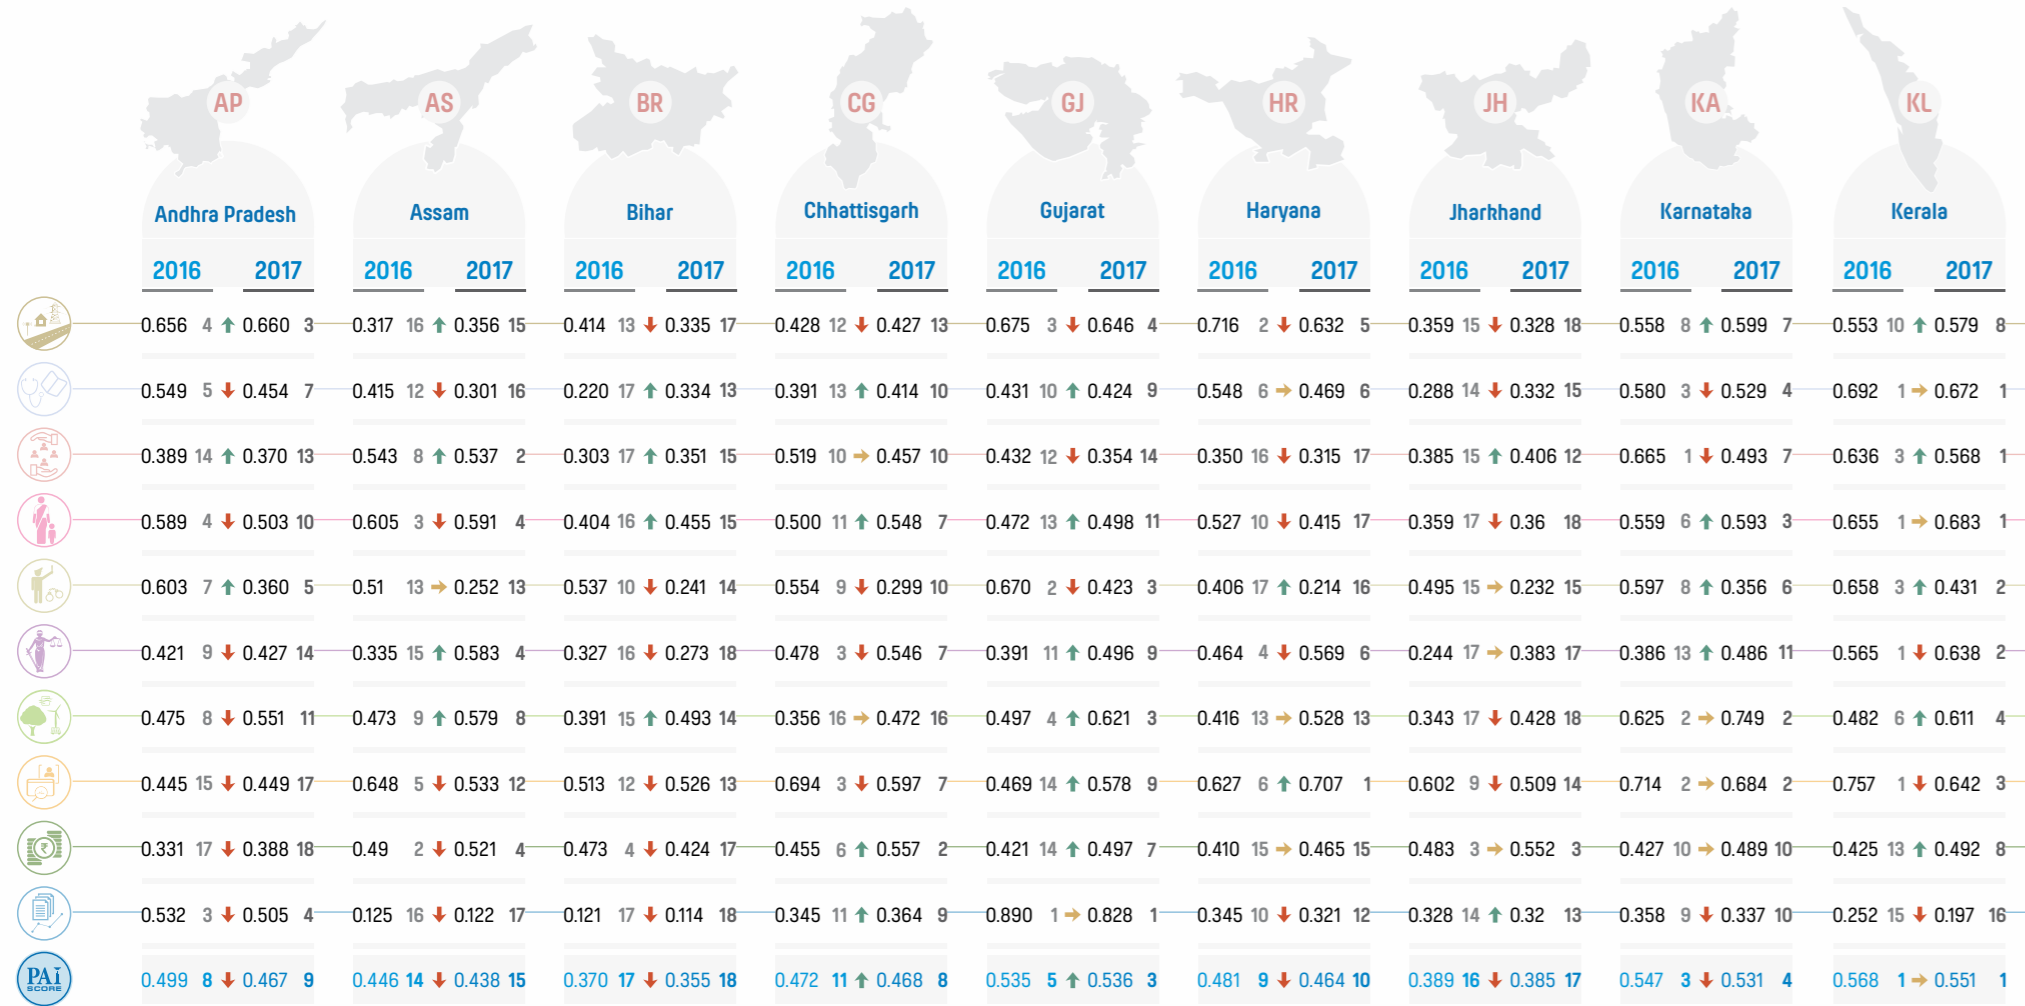 AP AS BR CG GJ HR JH KA KL
Andhra Pradesh Assam Bihar Chhattisgarh Gujarat Haryana Jharkhand Karnataka Kerala
2016 2017 2016 2017 2016 2017 2016 2017 2016 2017 2016 2017 2016 2017 2016 2017 2016 2017
0.656 4 0.660 3 0.317 16 0.356 15 0.414 13 0.335 17 0.428 12 0.427 13 0.675 3 0.646 4 0.716 2 0.632 5 0.359 15 0.328 18 0.558 8 0.599 7 0.553 10 0.579 8
0.549 5 0.454 7 0.415 12 0.301 16 0.220 17 0.334 13 0.391 13 0.414 10 0.431 10 0.424 9 0.548 6 0.469 6 0.288 14 0.332 15 0.580 3 0.529 4 0.692 1 0.672 1
0.389 14 0.370 13 0.543 8 0.537 2 0.303 17 0.351 15 0.519 10 0.457 10 0.432 12 0.354 14 0.350 16 0.315 17 0.385 15 0.406 12 0.665 1 0.493 7 0.636 3 0.568 1
0.589 4 0.503 10 0.605 3 0.591 4 0.404 16 0.455 15 0.500 11 0.548 7 0.472 13 0.498 11 0.527 10 0.415 17 0.359 17 0.36 18 0.559 6 0.593 3 0.655 1 0.683 1
0.603 7 0.360 5 0.51 13 0.252 13 0.537 10 0.241 14 0.554 9 0.299 10 0.670 2 0.423 3 0.406 17 0.214 16 0.495 15 0.232 15 0.597 8 0.356 6 0.658 3 0.431 2
0.421 9 0.427 14 0.335 15 0.583 4 0.327 16 0.273 18 0.478 3 0.546 7 0.391 11 0.496 9 0.464 4 0.569 6 0.244 17 0.383 17 0.386 13 0.486 11 0.565 1 0.638 2
0.475 8 0.551 11 0.473 9 0.579 8 0.391 15 0.493 14 0.356 16 0.472 16 0.497 4 0.621 3 0.416 13 0.528 13 0.343 17 0.428 18 0.625 2 0.749 2 0.482 6 0.611 4
0.445 15 0.449 17 0.648 5 0.533 12 0.513 12 0.526 13 0.694 3 0.597 7 0.469 14 0.578 9 0.627 6 0.707 1 0.602 9 0.509 14 0.714 2 0.684 2 0.757 1 0.642 3
0.331 17 0.388 18 0.49 2 0.521 4 0.473 4 0.424 17 0.455 6 0.557 2 0.421 14 0.497 7 0.410 15 0.465 15 0.483 3 0.552 3 0.427 10 0.489 10 0.425 13 0.492 8
0.532 3 0.505 4 0.125 16 0.122 17 0.121 17 0.114 18 0.345 11 0.364 9 0.890 1 0.828 1 0.345 10 0.321 12 0.328 14 0.32 13 0.358 9 0.337 10 0.252 15 0.197 16
PAI
SCORE
0.499 8 0.467 9 0.446 14 0.438 15 0.370 17 0.355 18 0.472 11 0.468 8 0.535 5 0.536 3 0.481 9 0.464 10 0.389 16 0.385 17 0.547 3 0.531 4 0.568 1 0.551 1